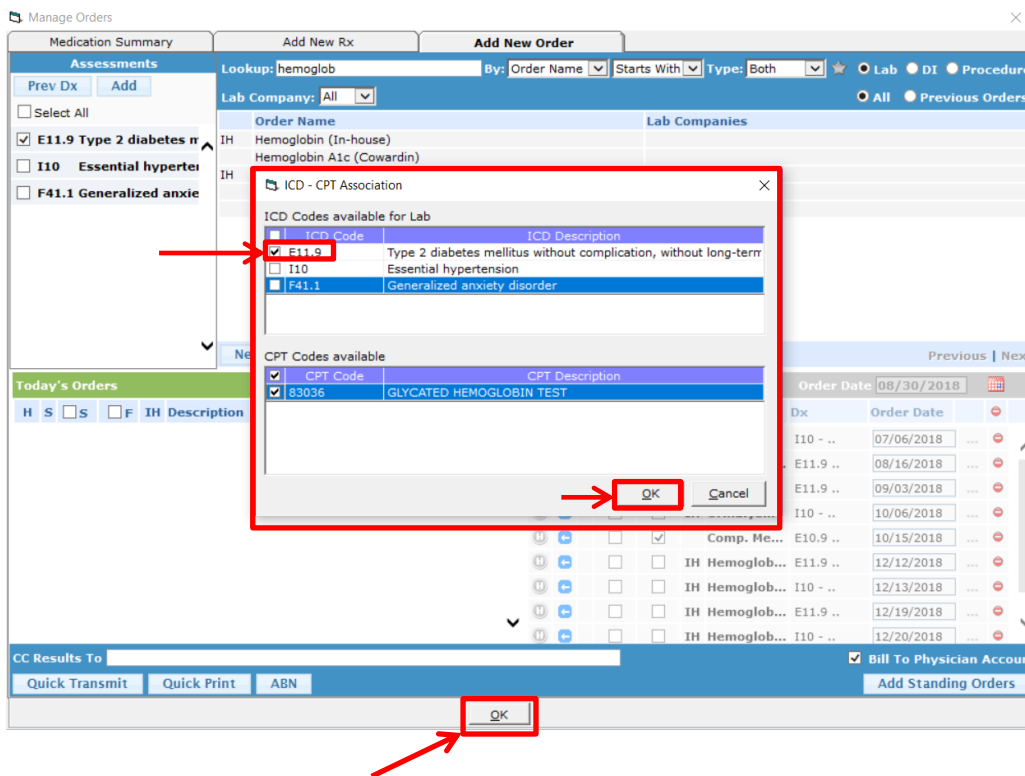 Manage Orders
Medication Summary Add New Rx Add New Order
Assessments
Prev Dx Add
Select All
E11.9 Type 2 diabetes m
I10 Essential hyperter
F41.1 Generalized anxie
Lookup: hemoglob By: Order Name Starts With Type: Both Lab DI Procedure
Lab Company: All All Previous Orders
Order Name Lab Companies
IH Hemoglobin (In-house)
Hemoglobin A1c (Cowardin)
IH
ICD - CPT Association
ICD Codes available for Lab
ICD Code ICD Description
E11.9 Type 2 diabetes mellitus without complication, without long-term
I10 Essential hypertension
F41.1 Generalized anxiety disorder
CPT Codes available
CPT Code CPT Description
83036 GLYCATED HEMOGLOBIN TEST
OK Cancel
Ne Previous | Nex
Today's Orders Order Date 08/30/2018
H S S F IH Description Dx Order Date
I10 - .. 07/06/2018 ...
E11.9 .. 08/16/2018 ...
E11.9 .. 09/03/2018 ...
I10 - .. 10/06/2018 ...
Comp. Me... E10.9 .. 10/15/2018 ...
IH Hemoglob... E11.9 .. 12/12/2018 ...
IH Hemoglob... I10 - .. 12/13/2018 ...
IH Hemoglob... E11.9 .. 12/19/2018 ...
IH Hemoglob... I10 - .. 12/20/2018 ...
CC Results To Bill To Physician Accour
Quick Transmit Quick Print ABN Add Standing Orders
OK